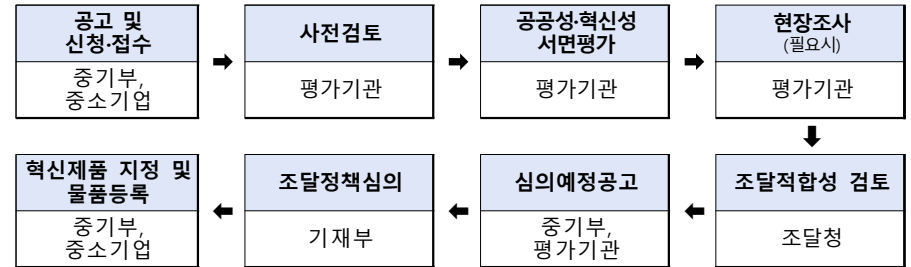 공고 및
신청·접수
중기부,
중소기업
사전검토
평가기관
공공성·혁신성
서면평가
평가기관
현장조사
(필요시)
평가기관
조달적합성 검토
조달청
심의예정공고
중기부,
평가기관
조달정책심의
기재부
혁신제품 지정 및
물품등록
중기부,
중소기업